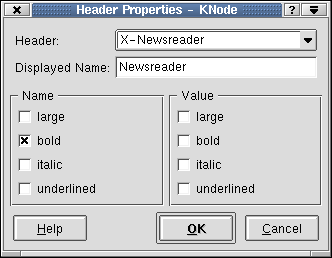 Header Properties - KNode ?
Header: X-Newsreader
Displayed Name: Newsreader
Name Value
large large
bold bold
italic italic
underlined underlined
Help OK Cancel